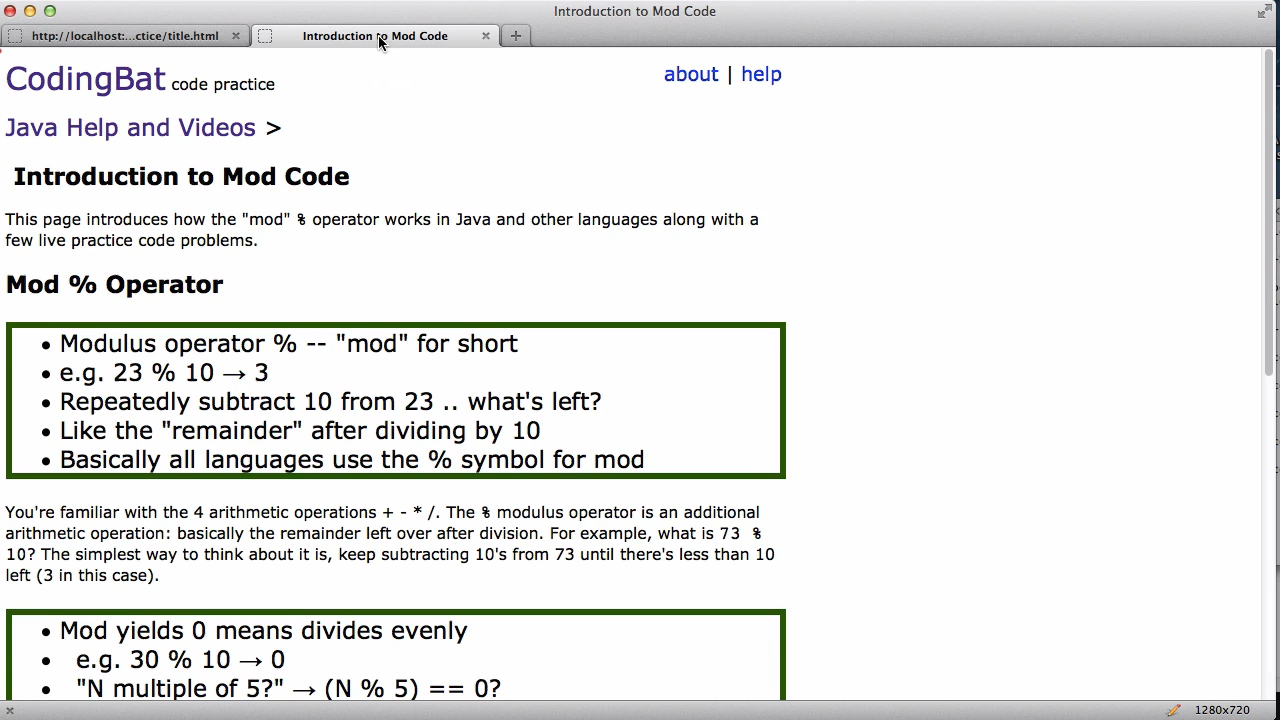 Introduction to Mod Code
http://localhost:...ctice/title.html
Introduction to Mod Code
CodingBat code practice
about | help
Java Help and Videos >
Introduction to Mod Code
This page introduces how the "mod" % operator works in Java and other languages along with a
few live practice code problems.
Mod % Operator
• Modulus operator % -- "mod" for short
• e.g. 23 % 10 → 3
• Repeatedly subtract 10 from 23 .. what's left?
• Like the "remainder" after dividing by 10
• Basically all languages use the % symbol for mod
You're familiar with the 4 arithmetic operations + - * /. The % modulus operator is an additional
arithmetic operation: basically the remainder left over after division. For example, what is 73 %
10? The simplest way to think about it is, keep subtracting 10's from 73 until there's less than 10
left (3 in this case).
• Mod yields 0 means divides evenly
• e.g. 30 % 10 → 0
• "N multiple of 5?" → (N % 5) == 0?
1280x720